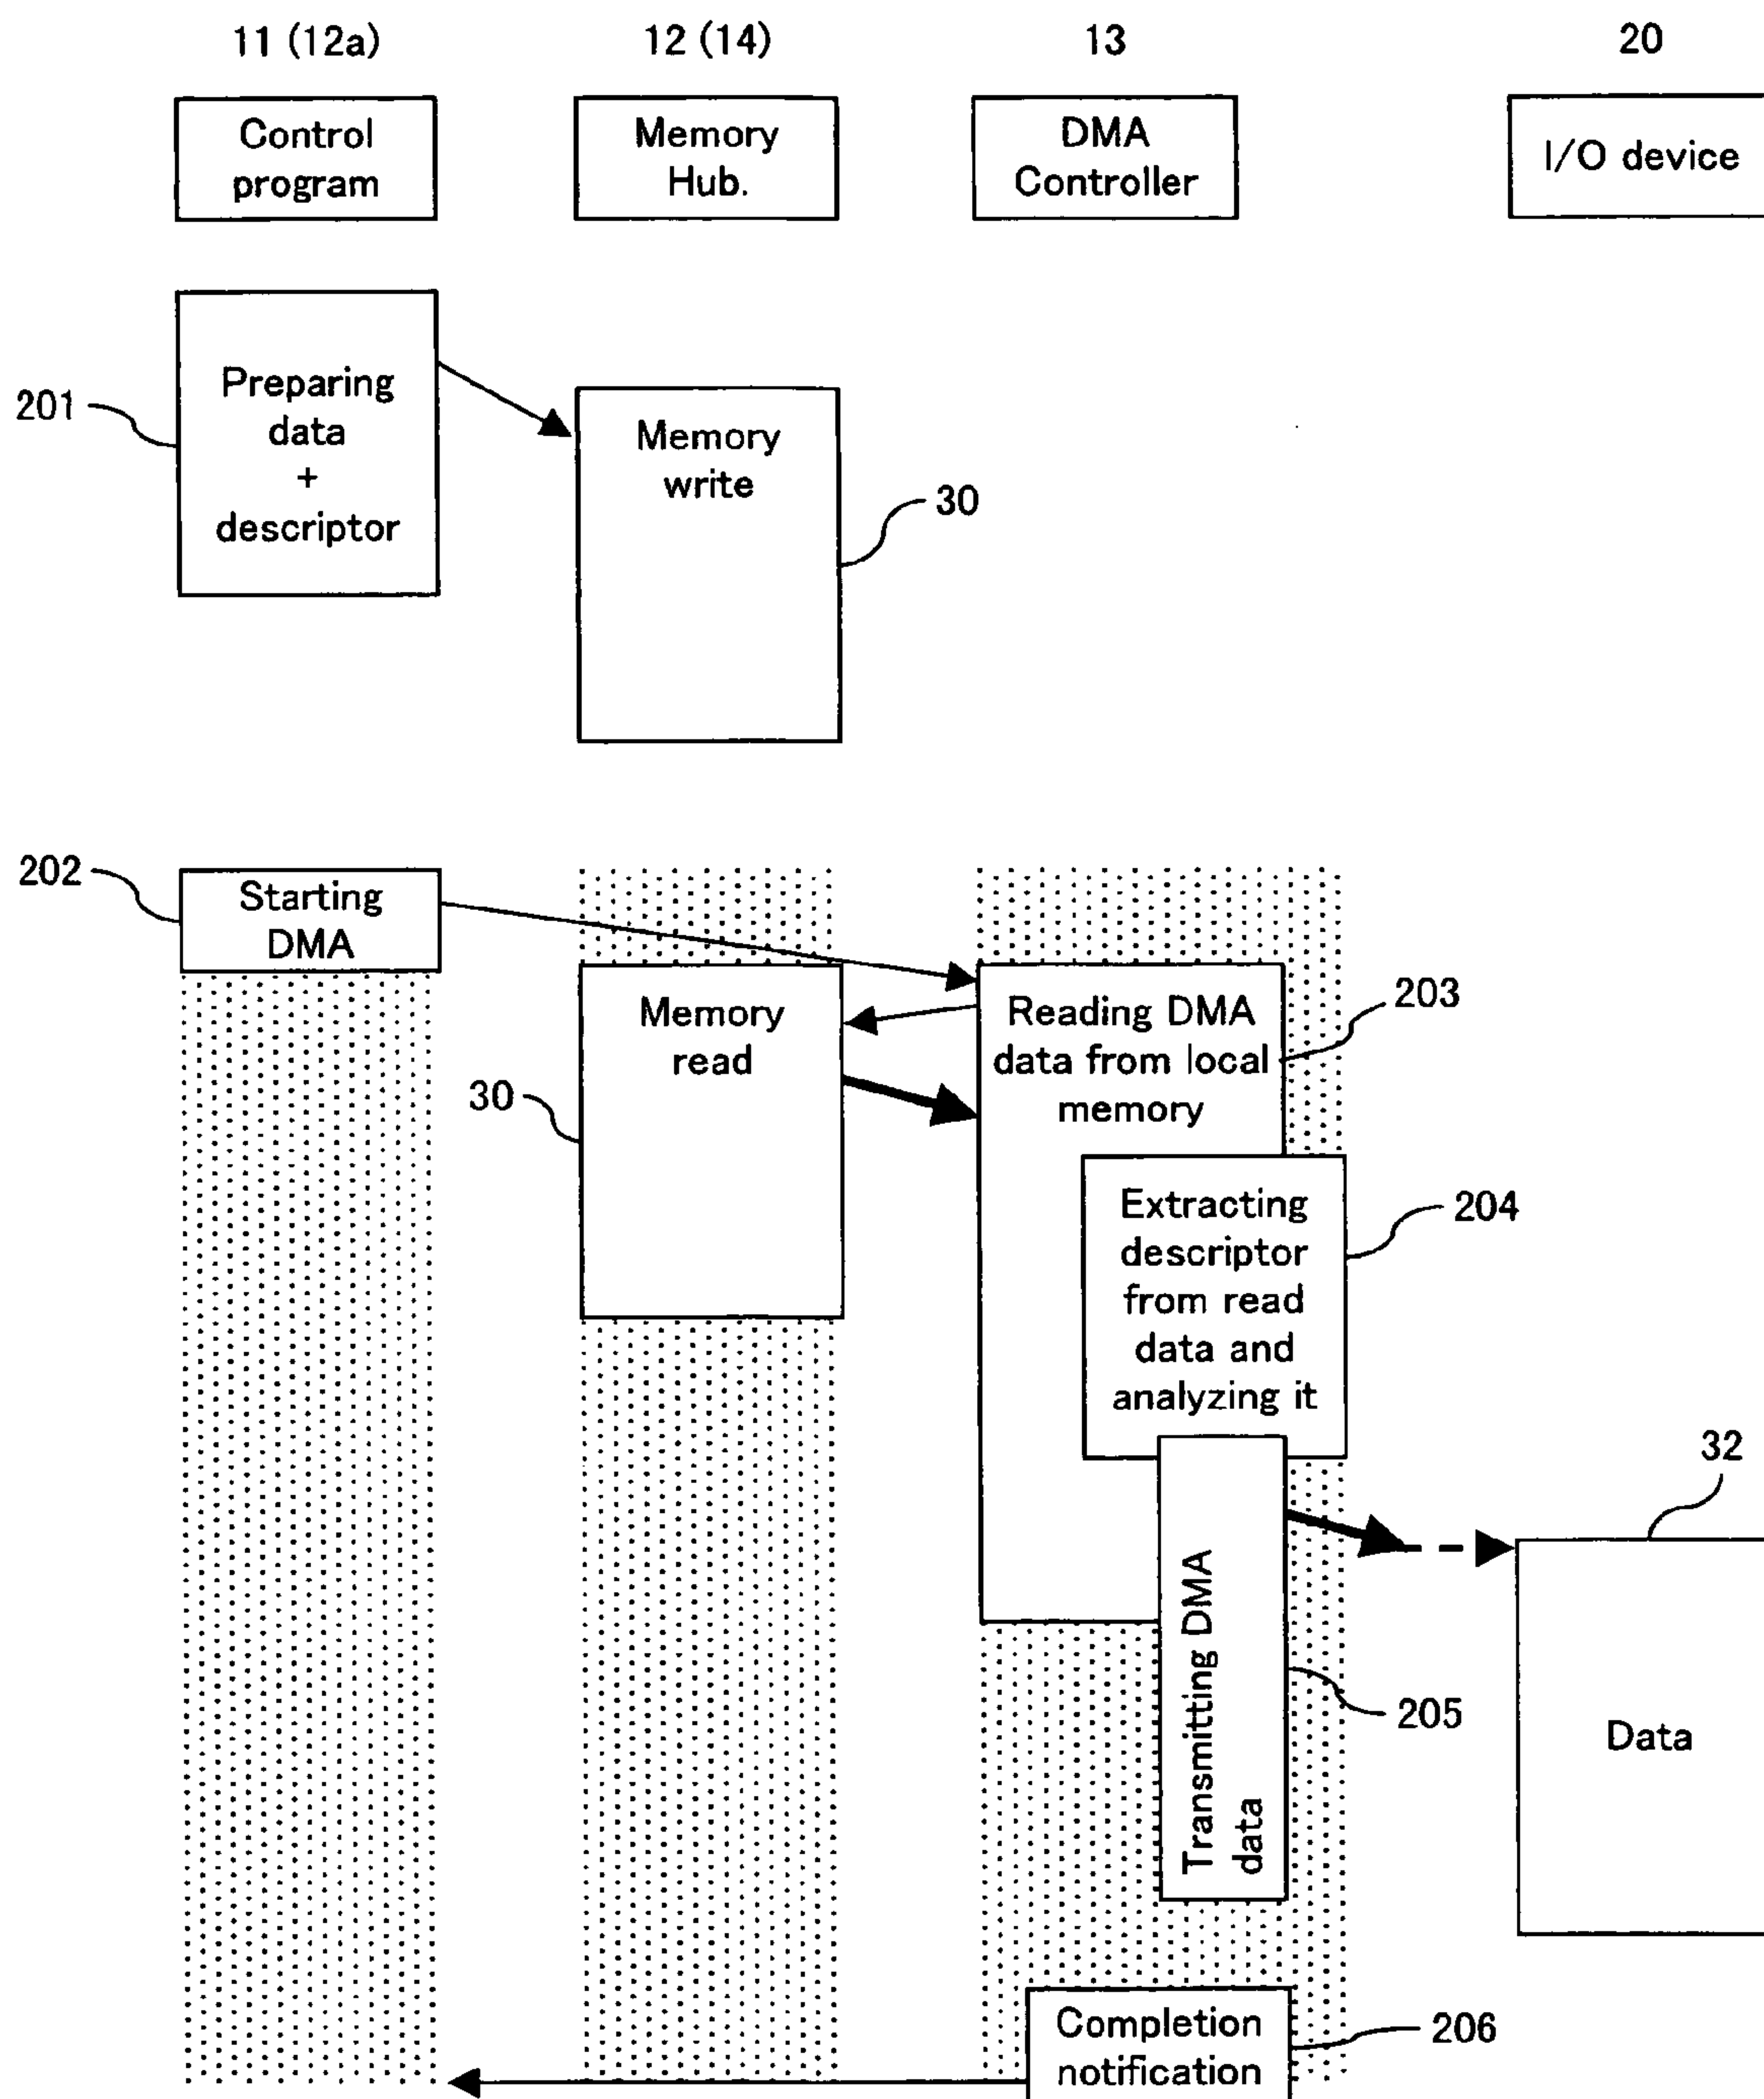 11 (12a)
12 (14)
13
20
Control
program
Memory
Hub.
DMA
Controller
I/O device
201
Preparing
data
+
descriptor
Memory
write
30
202
Starting
DMA
Memory
read
30
Reading DMA
data from local
memory
203
Extracting
descriptor
from read
data and
analyzing it
204
Transmitting DMA
data
205
32
Data
Completion
notification
206